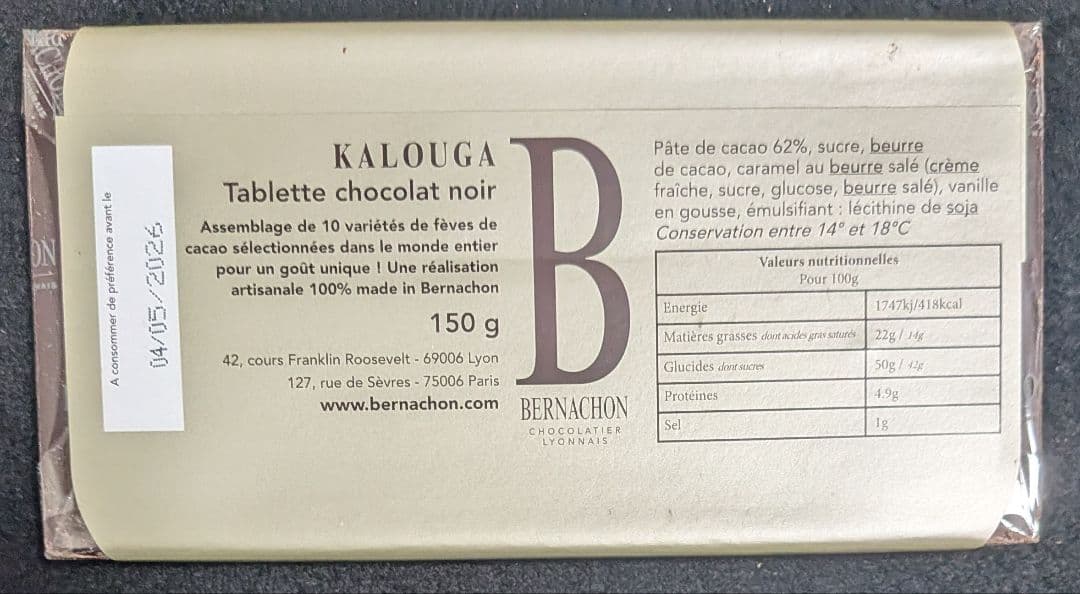 A consommer de préférence avant le
04/05/2026
KALOUGA
Tablette chocolat noir
Assemblage de 10 variétés de fèves de
cacao sélectionnées dans le monde entier
pour un goût unique ! Une réalisation
artisanale 100% made in Bernachon
150 g
42, cours Franklin Roosevelt - 69006 Lyon
127, rue de Sèvres - 75006 Paris
www.bernachon.com
B
BERNACHON
CHOCOLATIER
LYONNAIS
Pâte de cacao 62%, sucre, beurre
de cacao, caramel au beurre salé (crème
fraîche, sucre, glucose, beurre salé), vanille
en gousse, émulsifiant : lécithine de soja
Conservation entre 14° et 18°C
Valeurs nutritionnelles
Pour 100g
Energie 1747kj/418kcal
Matières grasses dont acides gras saturés 22g / 14g
Glucides dont sucres 50g / 42g
Protéines 4.9g
Sel 1g
ON